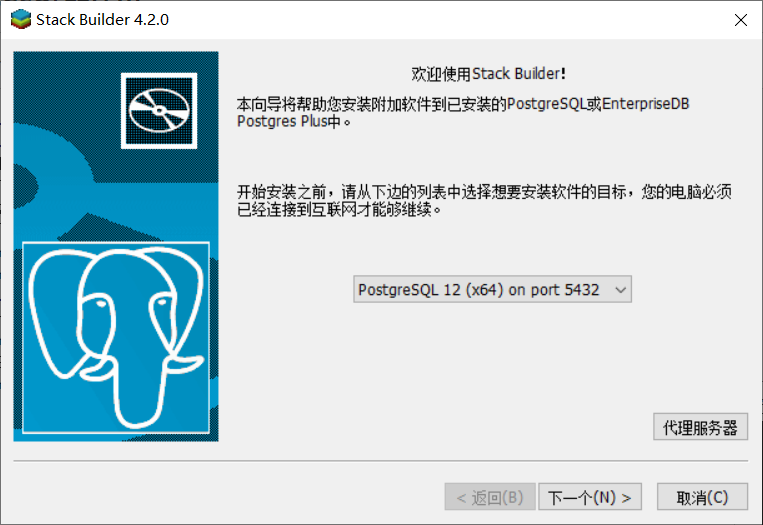 Stack Builder 4.2.0
欢迎使用Stack Builder!
本向导将帮助您安装附加软件到已安装的PostgreSQL或EnterpriseDB
Postgres Plus中。
开始安装之前，请从下边的列表中选择想要安装软件的目标，您的电脑必须
已经连接到互联网才能够继续。
PostgreSQL 12 (x64) on port 5432
代理服务器
< 返回(B)
下一个(N) >
取消(C)